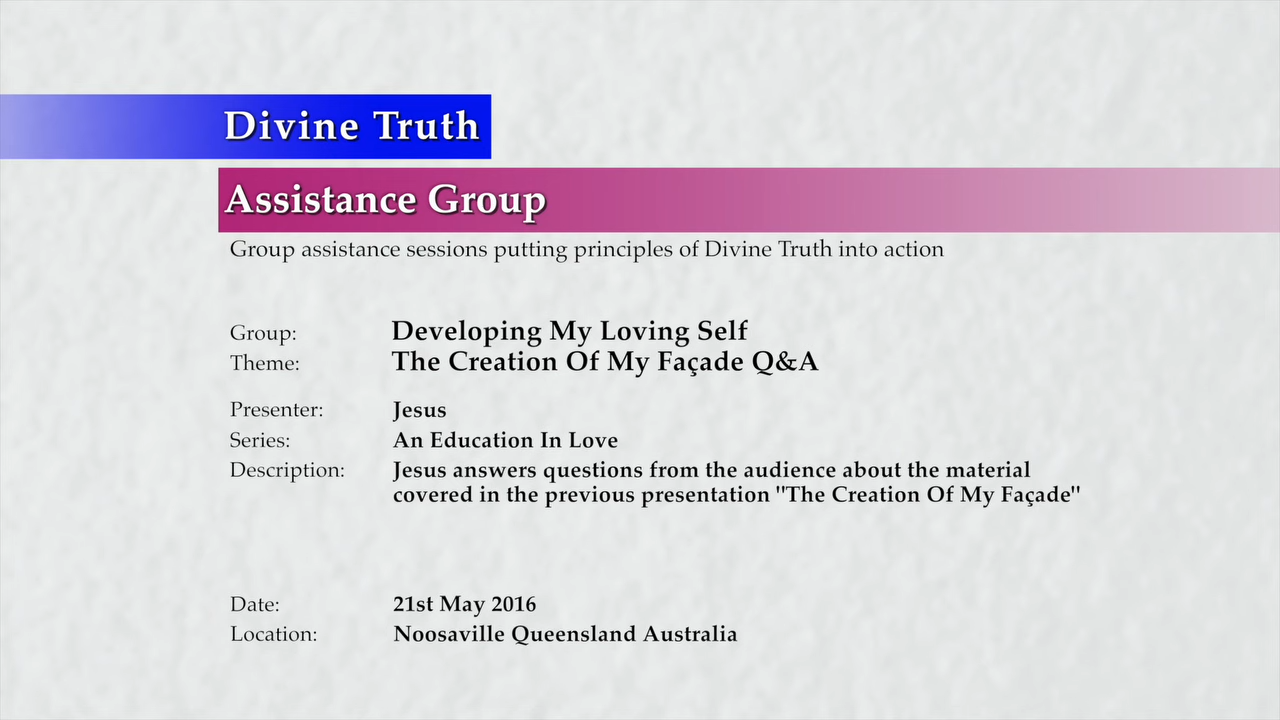 Divine Truth
Assistance Group
Group assistance sessions putting principles of Divine Truth into action
Group: Developing My Loving Self
Theme: The Creation Of My Façade Q&A
Presenter: Jesus
Series: An Education In Love
Description: Jesus answers questions from the audience about the material
covered in the previous presentation "The Creation Of My Façade"
Date: 21st May 2016
Location: Noosaville Queensland Australia